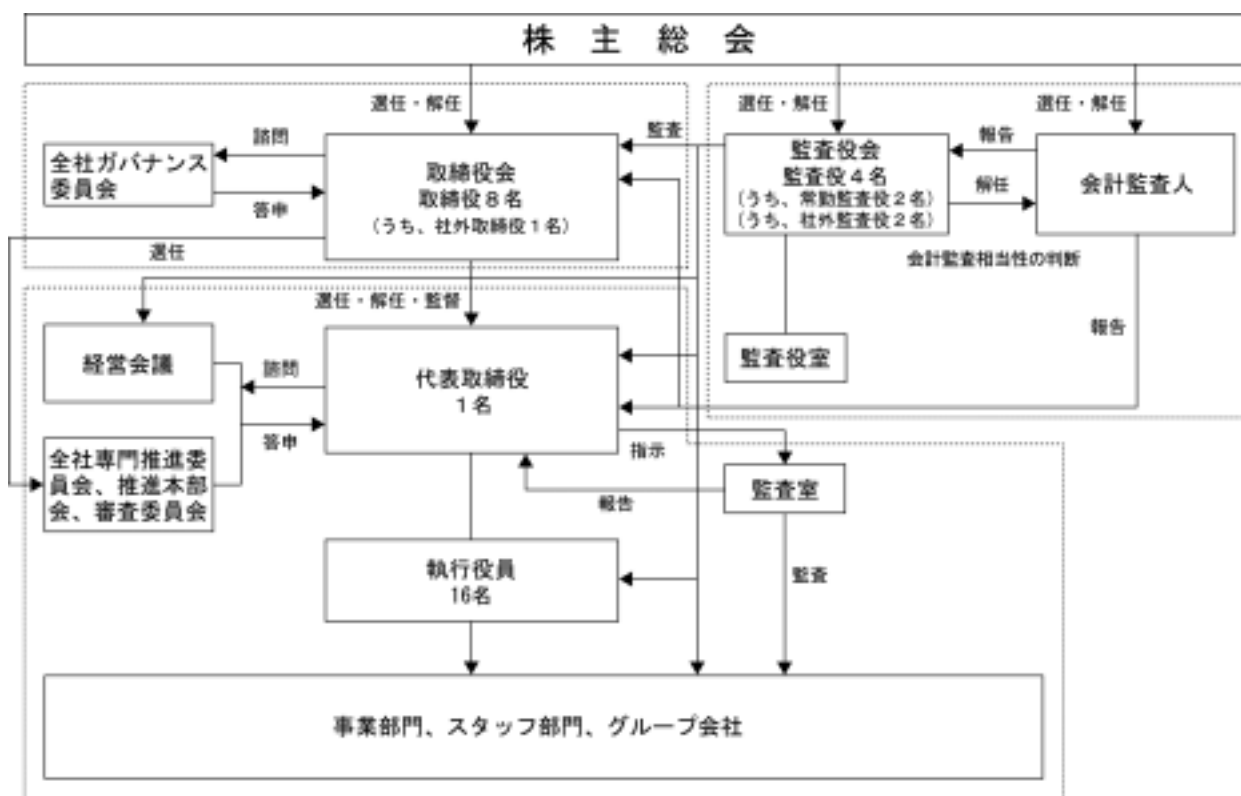 株主総会
選任・解任
選任・解任
選任・解任
諮問
監査
報告
全社ガバナンス
委員会
取締役会
取締役8名
(うち、社外取締役1名)
監査役会
監査役4名
(うち、常勤監査役2名)
(うち、社外監査役2名)
会計監査人
答申
解任
選任
会計監査相当性の判断
選任・解任・監督
報告
経営会議
諮問
代表取締役
1名
監査役室
答申
指示
全社専門推進委
員会、推進本部
会、審査委員会
報告
監査室
執行役員
16名
監査
事業部門、スタッフ部門、グループ会社